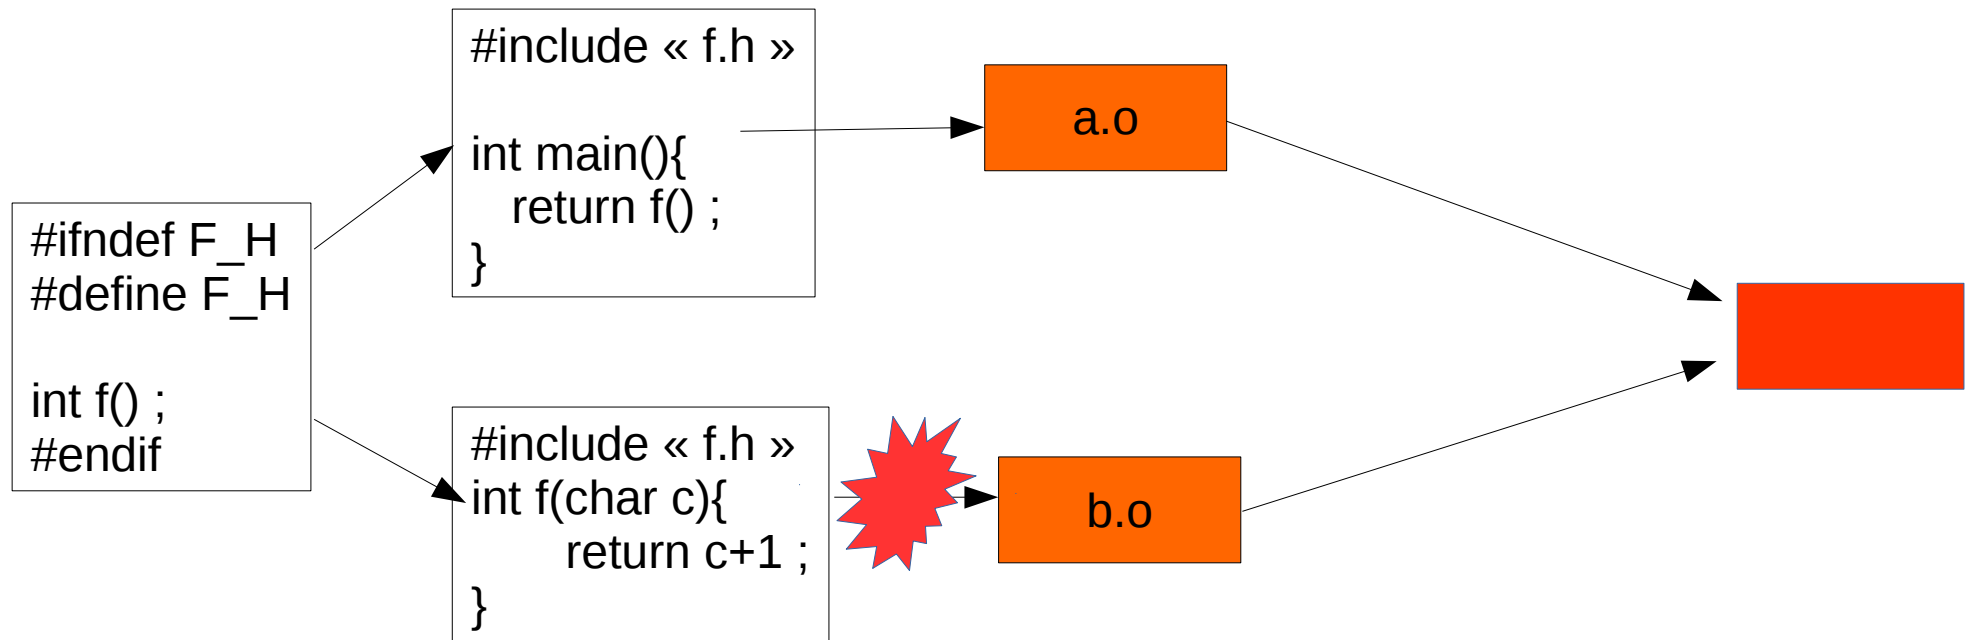 #ifndef F_H
#define F_H
int f() ;
#endif
#include « f.h »
int main(){
return f() ;
}
#include « f.h »
int f(char c){
return c+1 ;
}
a.o
b.o